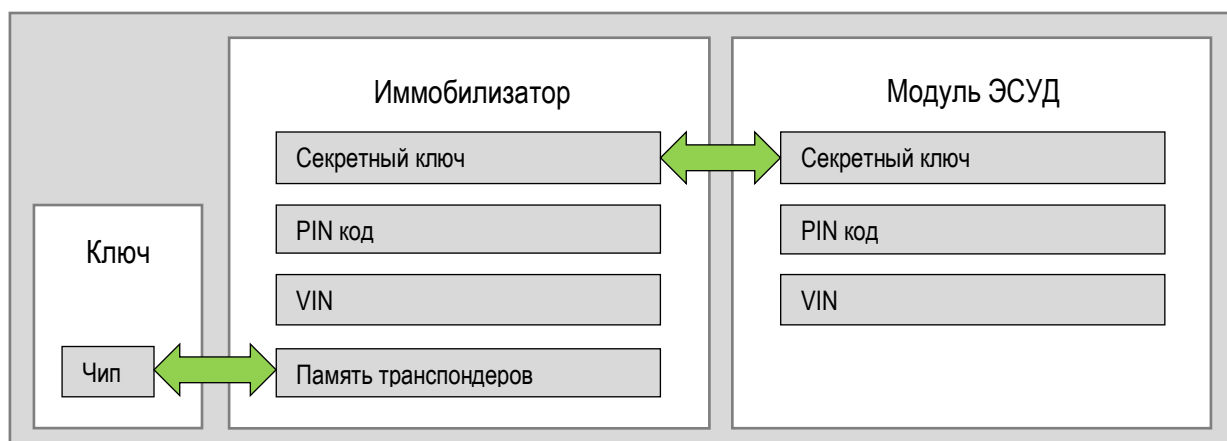 Иммобилизатор
Модуль ЭСУД
Секретный ключ
Секретный ключ
PIN код
PIN код
Ключ
VIN
VIN
Чип
Память транспондеров